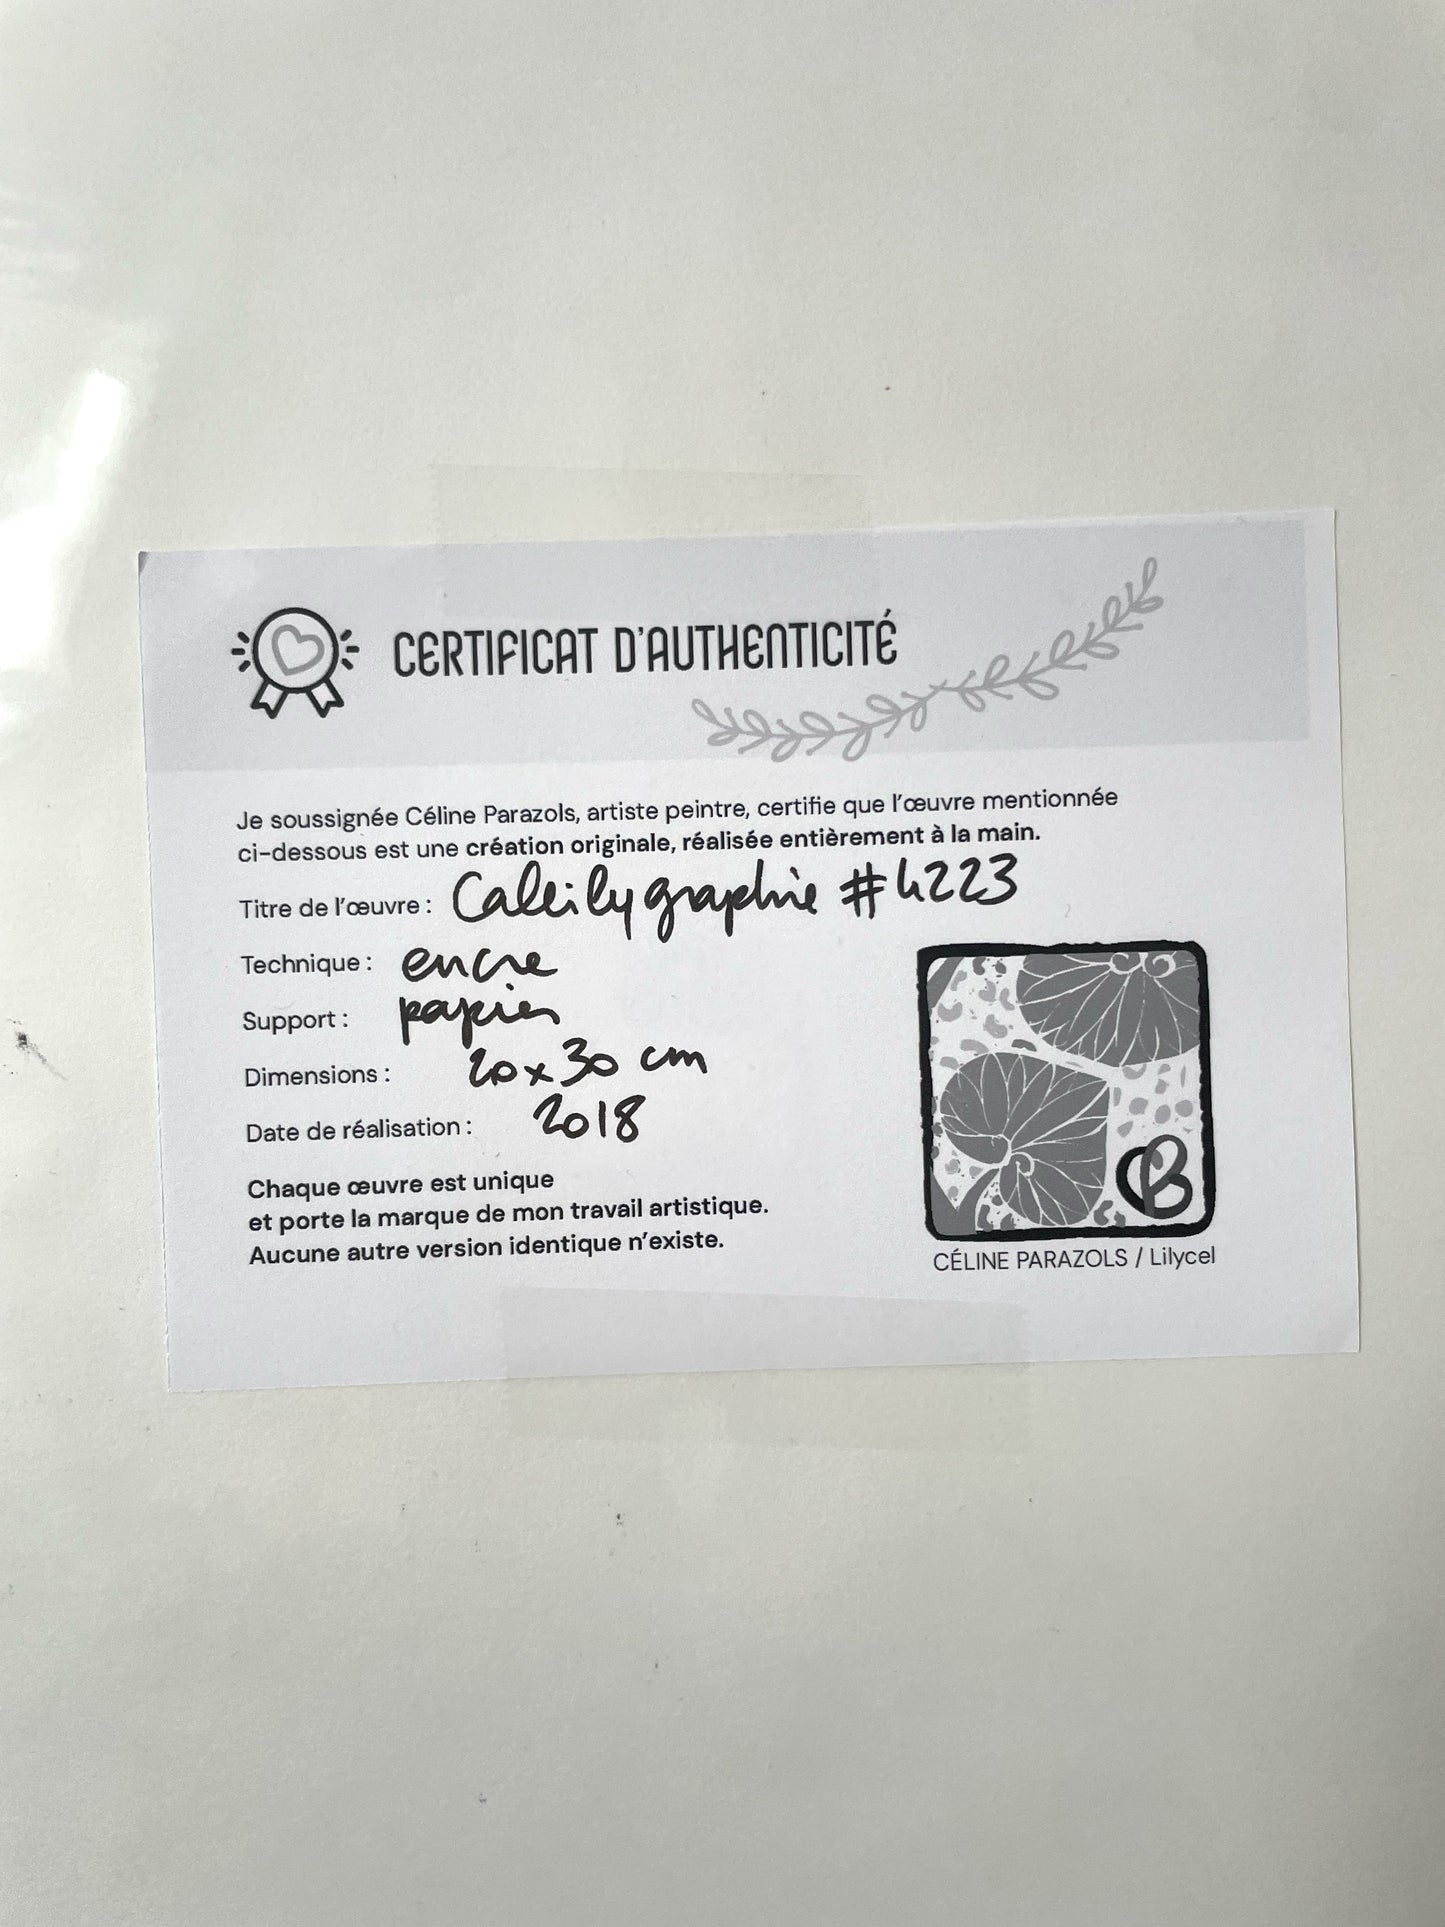 CERTIFICAT D'AUTHENTICITÉ
Je soussignée Céline Parazols, artiste peintre, certifie que l'œuvre mentionnée
ci-dessous est une création originale, réalisée entièrement à la main.
Titre de l'œuvre : Callilygraphie #4223
Technique : encre
Support : papier
Dimensions : 20x30 cm
Date de réalisation : 2018
Chaque œuvre est unique
et porte la marque de mon travail artistique.
Aucune autre version identique n'existe.
CÉLINE PARAZOLS / Lilycel